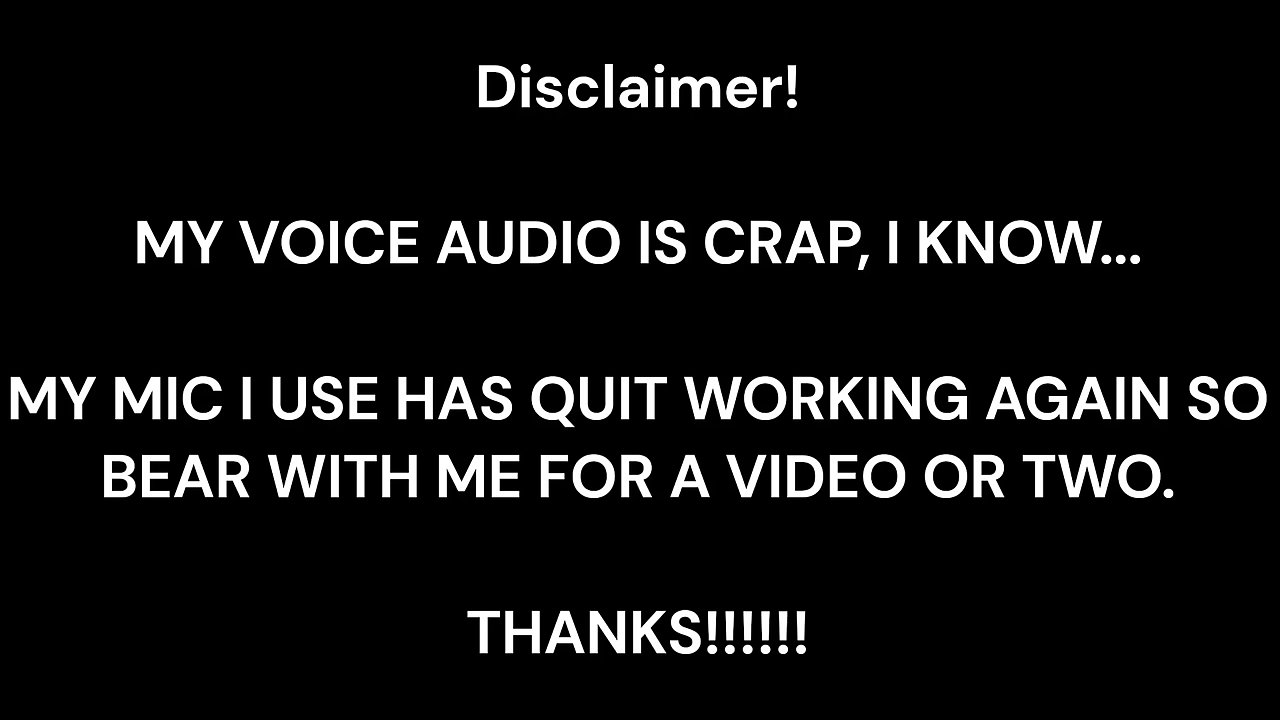 Disclaimer!
MY VOICE AUDIO IS CRAP, I KNOW...
MY MIC I USE HAS QUIT WORKING AGAIN SO
BEAR WITH ME FOR A VIDEO OR TWO.
THANKS!!!!!!